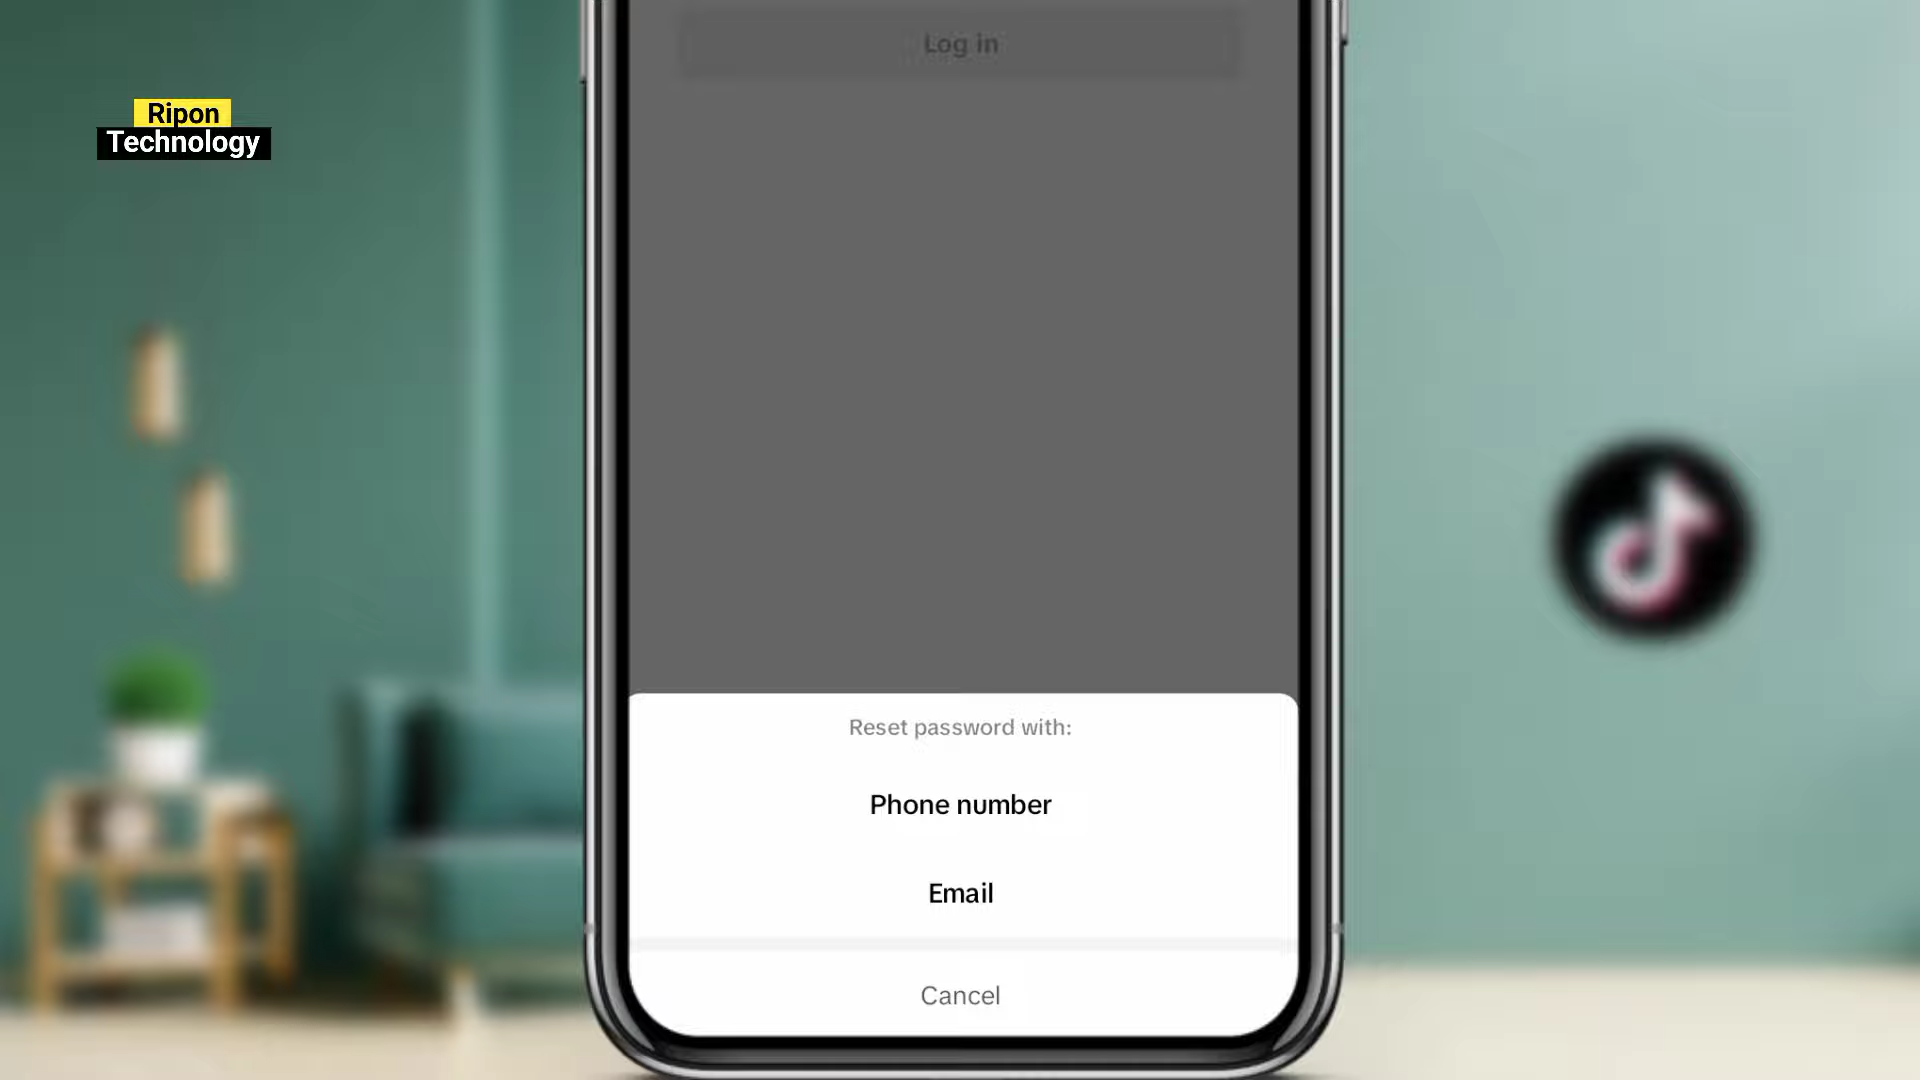 Log in
Ripon
Technology
Reset password with:
Phone number
Email
Cancel